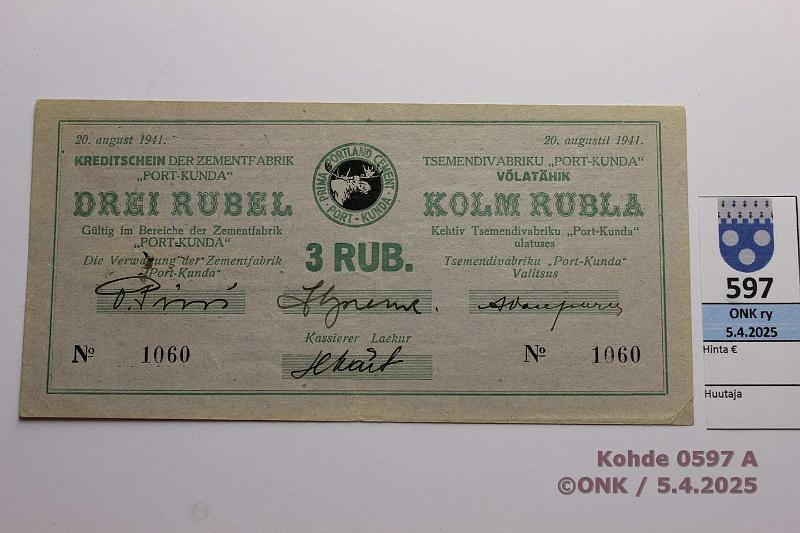 20. august 1941.
KREDITSCHEIN DER ZEMENTFABRIK
„PORT-KUNDA“
DREI RUBEL
Gültig im Bereiche der Zementfabrik
„PORT-KUNDA“
Die Verwaltung der Zementfabrik
„Port-Kunda“
PRIMA PORTLAND CEMENT
PORT-KUNDA
3 RUB.
20. augustil 1941.
TSEMENDIVABRIKU „PORT-KUNDA“
VÕLATÄHIK
KOLM RUBLA
Kehtiv Tsemendivabriku „Port-Kunda“
ulatuses
Tsemendivabriku „Port-Kunda“
Valitsus
Kassierer Laekur
No 1060
No 1060
597
ONK ry
5.4.2025
Hinta €
Huutaja
Kohde 0597 A
©ONK / 5.4.2025